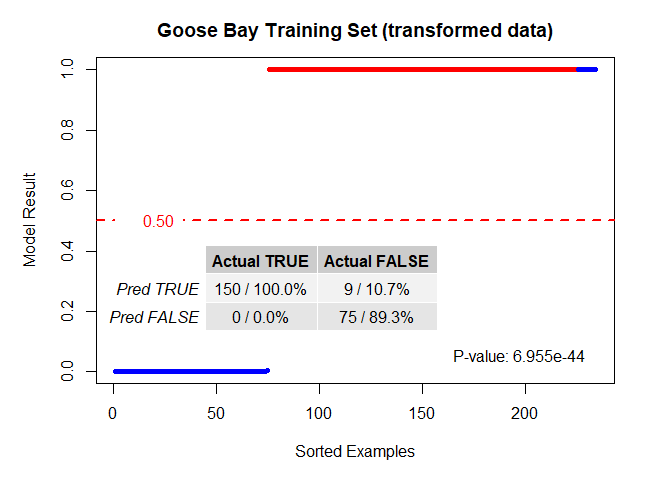 Goose Bay Training Set (transformed data)
Model Result
1.0
0.8
0.6
0.4
0.2
0.0
0.50
Actual TRUE Actual FALSE
Pred TRUE 150 / 100.0% 9 / 10.7%
Pred FALSE 0 / 0.0% 75 / 89.3%
P-value: 6.955e-44
0 50 100 150 200
Sorted Examples